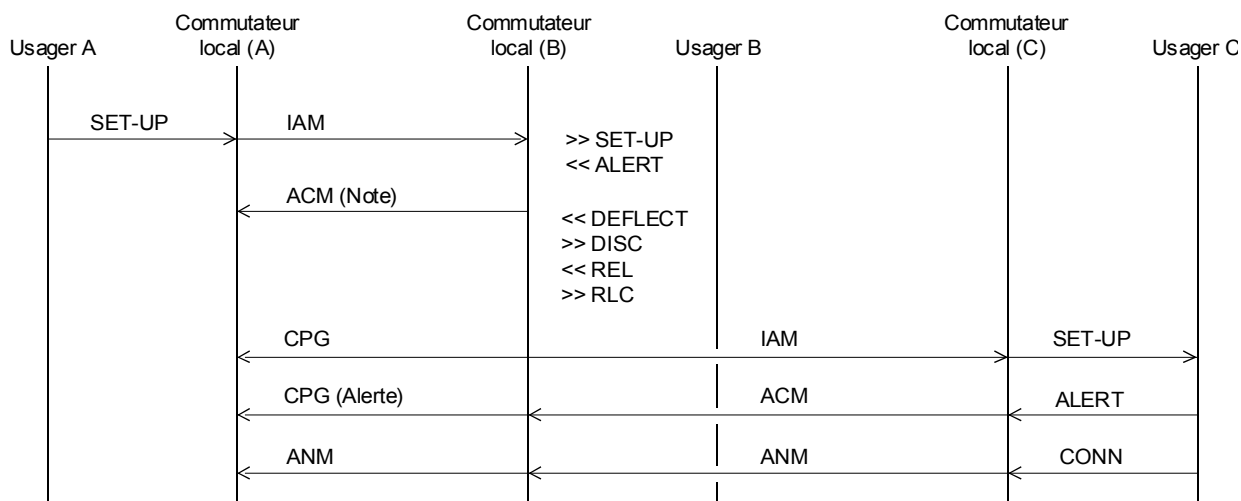 Usager A
Commutateur
local (A)
Commutateur
local (B)
Usager B
Commutateur
local (C)
Usager C
SET-UP
IAM
>> SET-UP
<< ALERT
ACM (Note)
<< DEFLECT
>> DISC
<< REL
>> RLC
CPG
IAM
SET-UP
CPG (Alerte)
ACM
ALERT
ANM
ANM
CONN